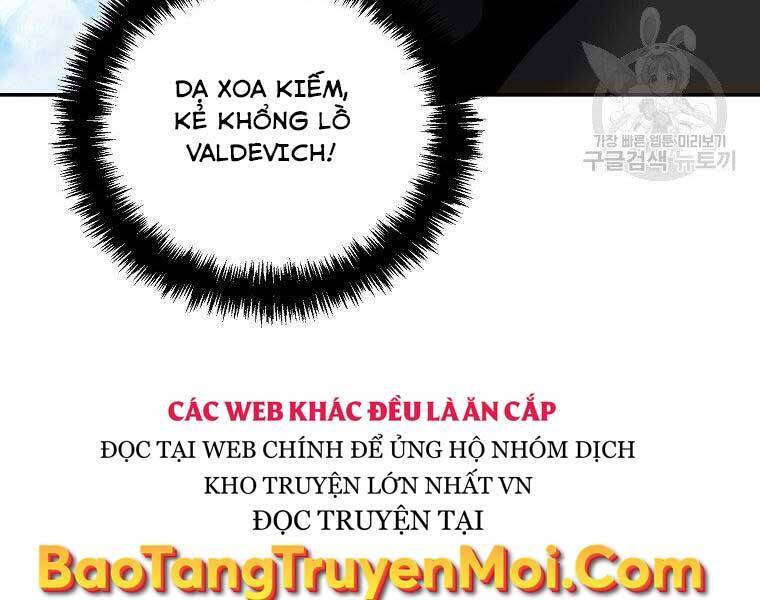 DẠ XOA KIẾM,
KẺ KHỔNG LỒ
VALDEVICH!
가장 빠른 웹툰 미리보기
구글검색 뉴토끼
CÁC WEB KHÁC ĐỀU LÀ ĂN CẮP
ĐỌC TẠI WEB CHÍNH ĐỂ ỦNG HỘ NHÓM DỊCH
KHO TRUYỆN LỚN NHẤT VN
ĐỌC TRUYỆN TẠI
BaoTangTruyenMoi.Com